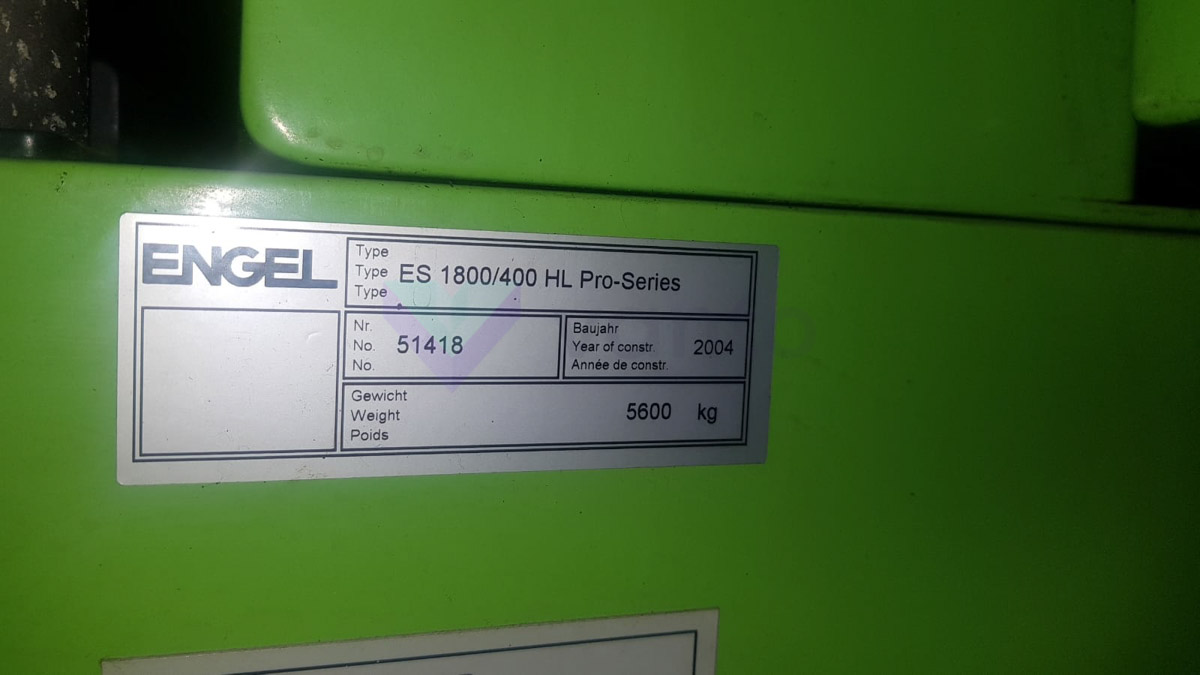 ENGEL
Type
Type ES 1800/400 HL Pro-Series
Type
Nr.
No. 51418
No.
Baujahr
Year of constr. 2004
Année de constr.
Gewicht
Weight 5600 kg
Poids